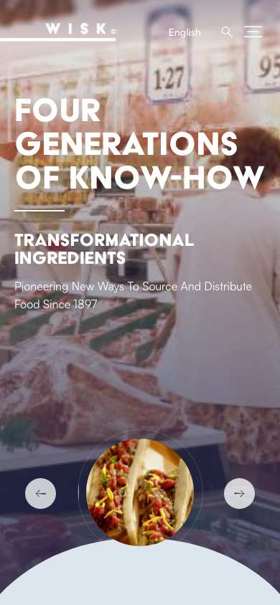 WISK
English
1·27
.95
FOUR
GENERATIONS
OF KNOW-HOW
TRANSFORMATIONAL
INGREDIENTS
Pioneering New Ways To Source And Distribute
Food Since 1897